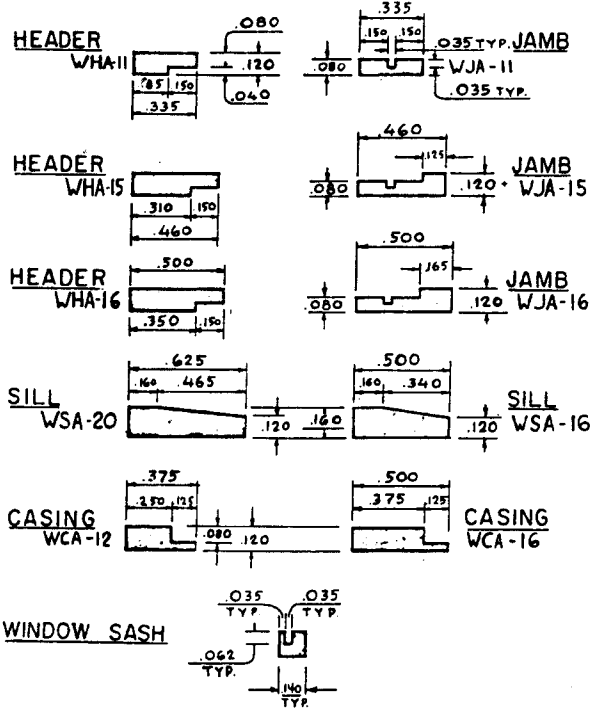 HEADER
WHA-11
.080
.120
.040
.185 .150
.335
.335
.150 .150
.035 TYP.
JAMB
WJA-11
.080
.035 TYP.
HEADER
WHA-15
.310 .150
.460
.460
.125
.080
.120
JAMB
WJA-15
HEADER
WHA-16
.500
.350 .150
.500
.165
.080
.120
JAMB
WJA-16
SILL
WSA-20
.625
.160 .465
.120
.160
.500
.160 .340
.120
SILL
WSA-16
CASING
WCA-12
.375
.250 .125
.080 .120
.500
.375 .125
CASING
WCA-16
WINDOW SASH
.035
TYP.
.035
TYP.
.062
TYP.
.140
TYP.